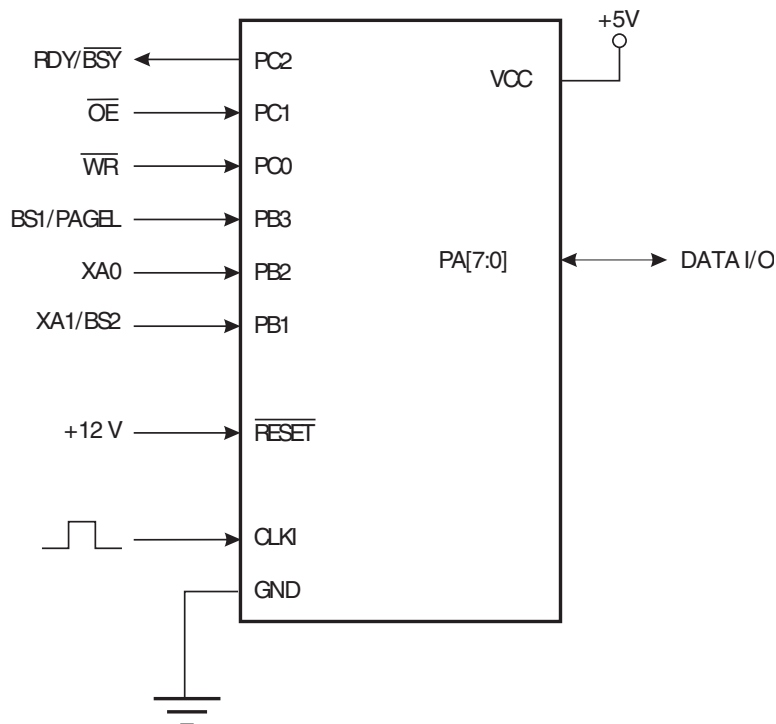 +5V
RDY/BSY PC2
VCC
OE PC1
WR PC0
BS1/PAGEL PB3
XA0 PB2 PA[7:0] DATA I/O
XA1/BS2 PB1
+12 V RESET
CLKI
GND